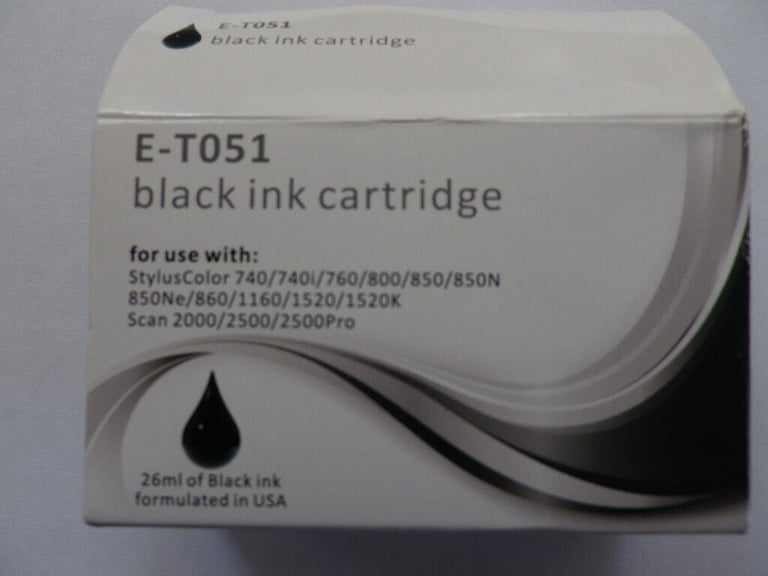 E-T051
black ink cartridge
E-T051
black ink cartridge
for use with:
StylusColor 740/740i/760/800/850/850N
850Ne/860/1160/1520/1520K
Scan 2000/2500/2500Pro
26ml of Black ink
formulated in USA